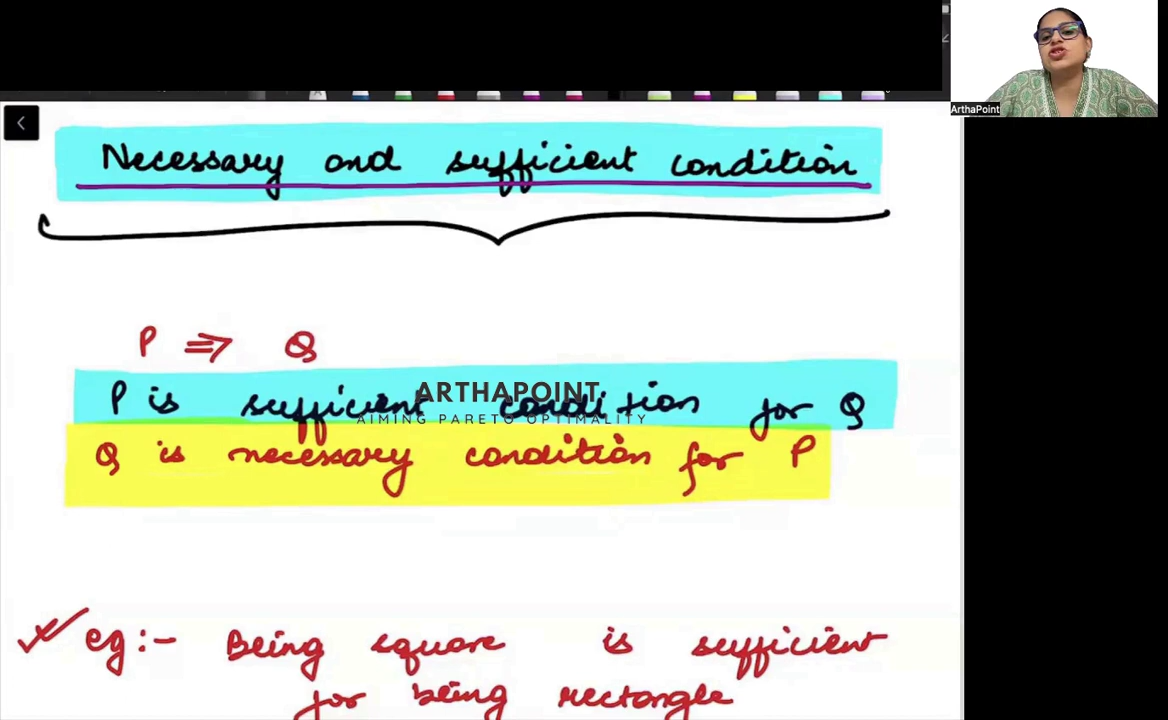 ArthaPoint
Necessary and sufficient condition
P ⇒ Q
P is sufficient condition for Q
ARTHAPOINT
AIMING PARETO OPTIMALITY
Q is necessary condition for P
eg:- Being square is sufficient
for being rectangle